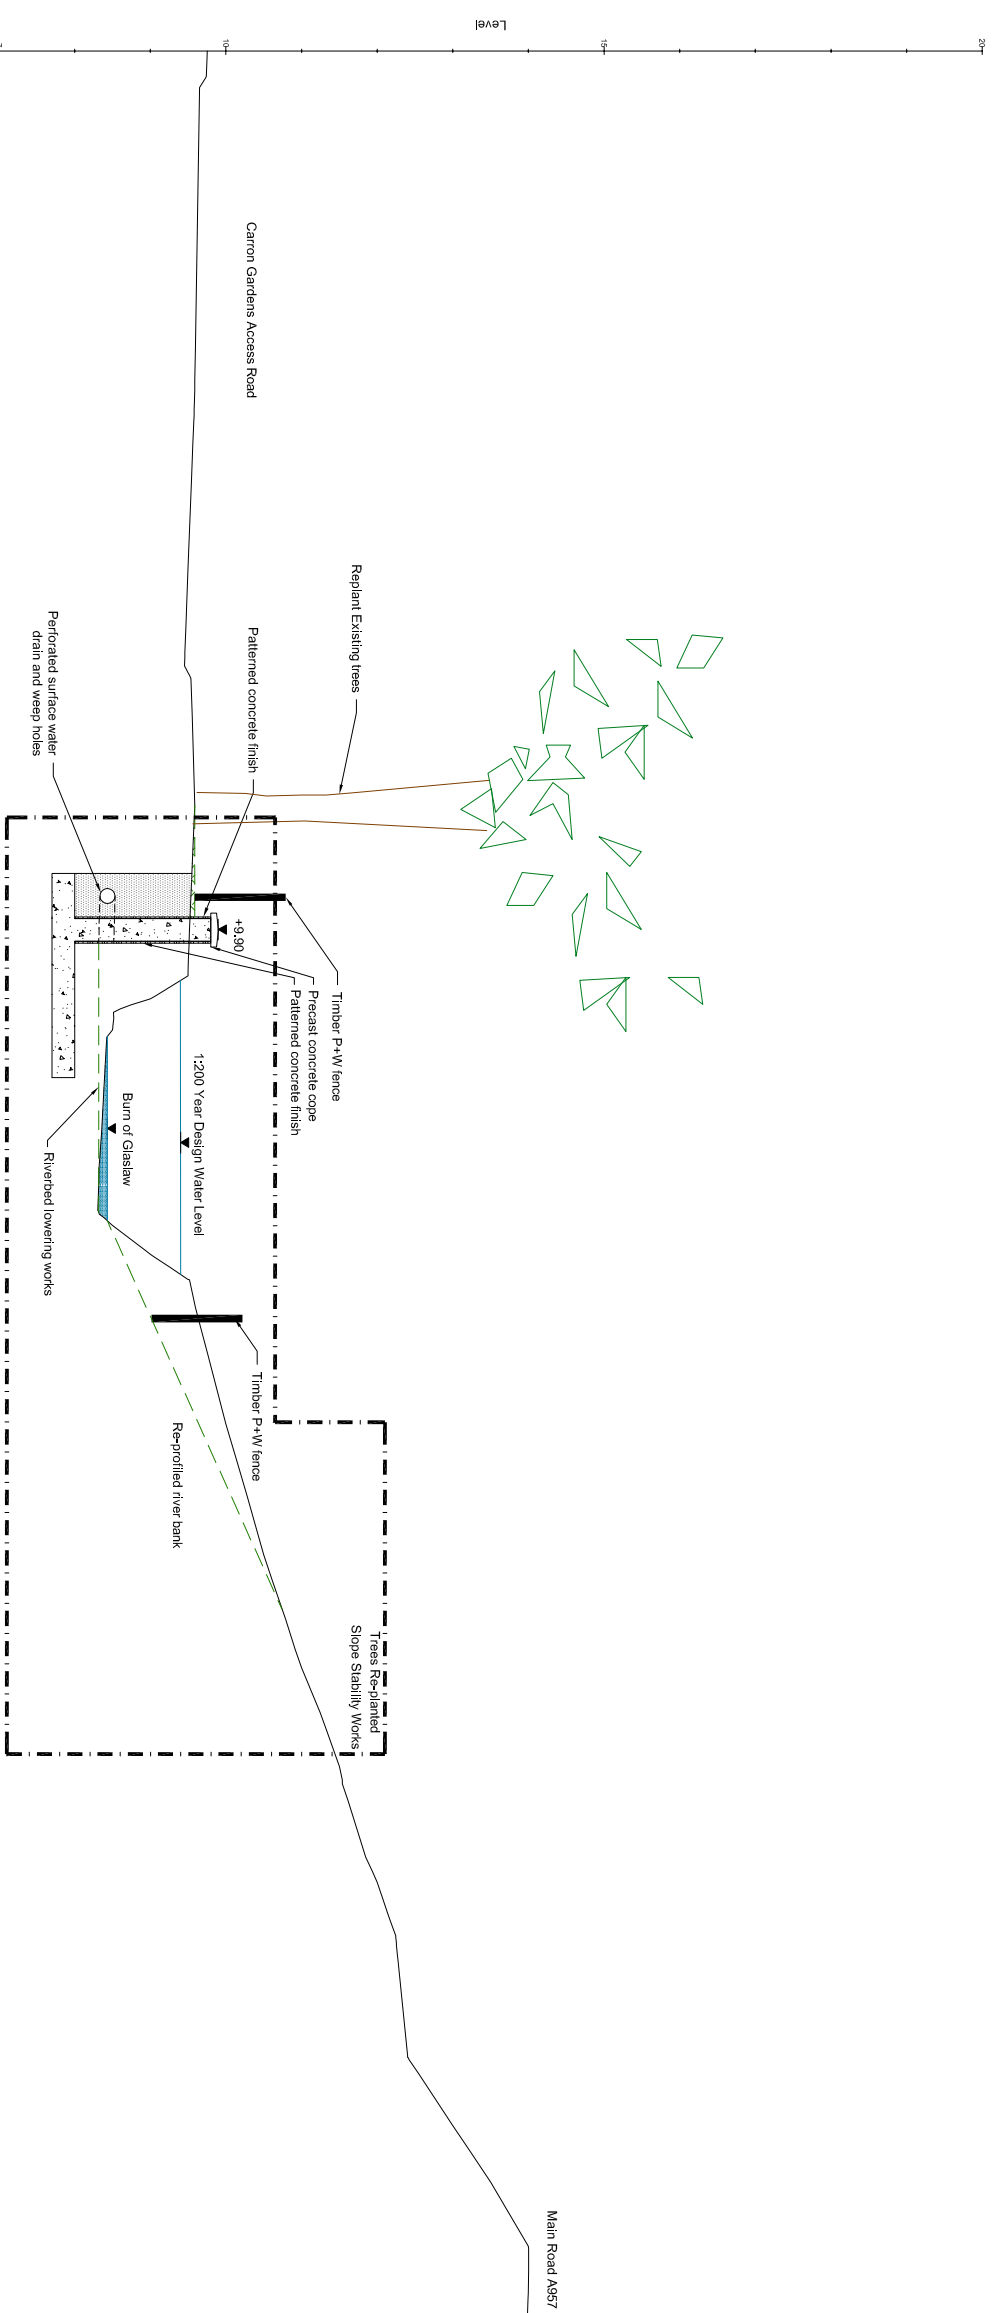 Level
10
15
20
Carron Gardens Access Road
Replant Existing trees
Patterned concrete finish
Perforated surface water
drain and weep holes
+9.90
Timber P+W fence
Precast concrete cope
Patterned concrete finish
1:200 Year Design Water Level
Burn of Glaslaw
Riverbed lowering works
Timber P+W fence
Re-profiled river bank
Trees Re-planted
Slope Stability Works
Main Road A957